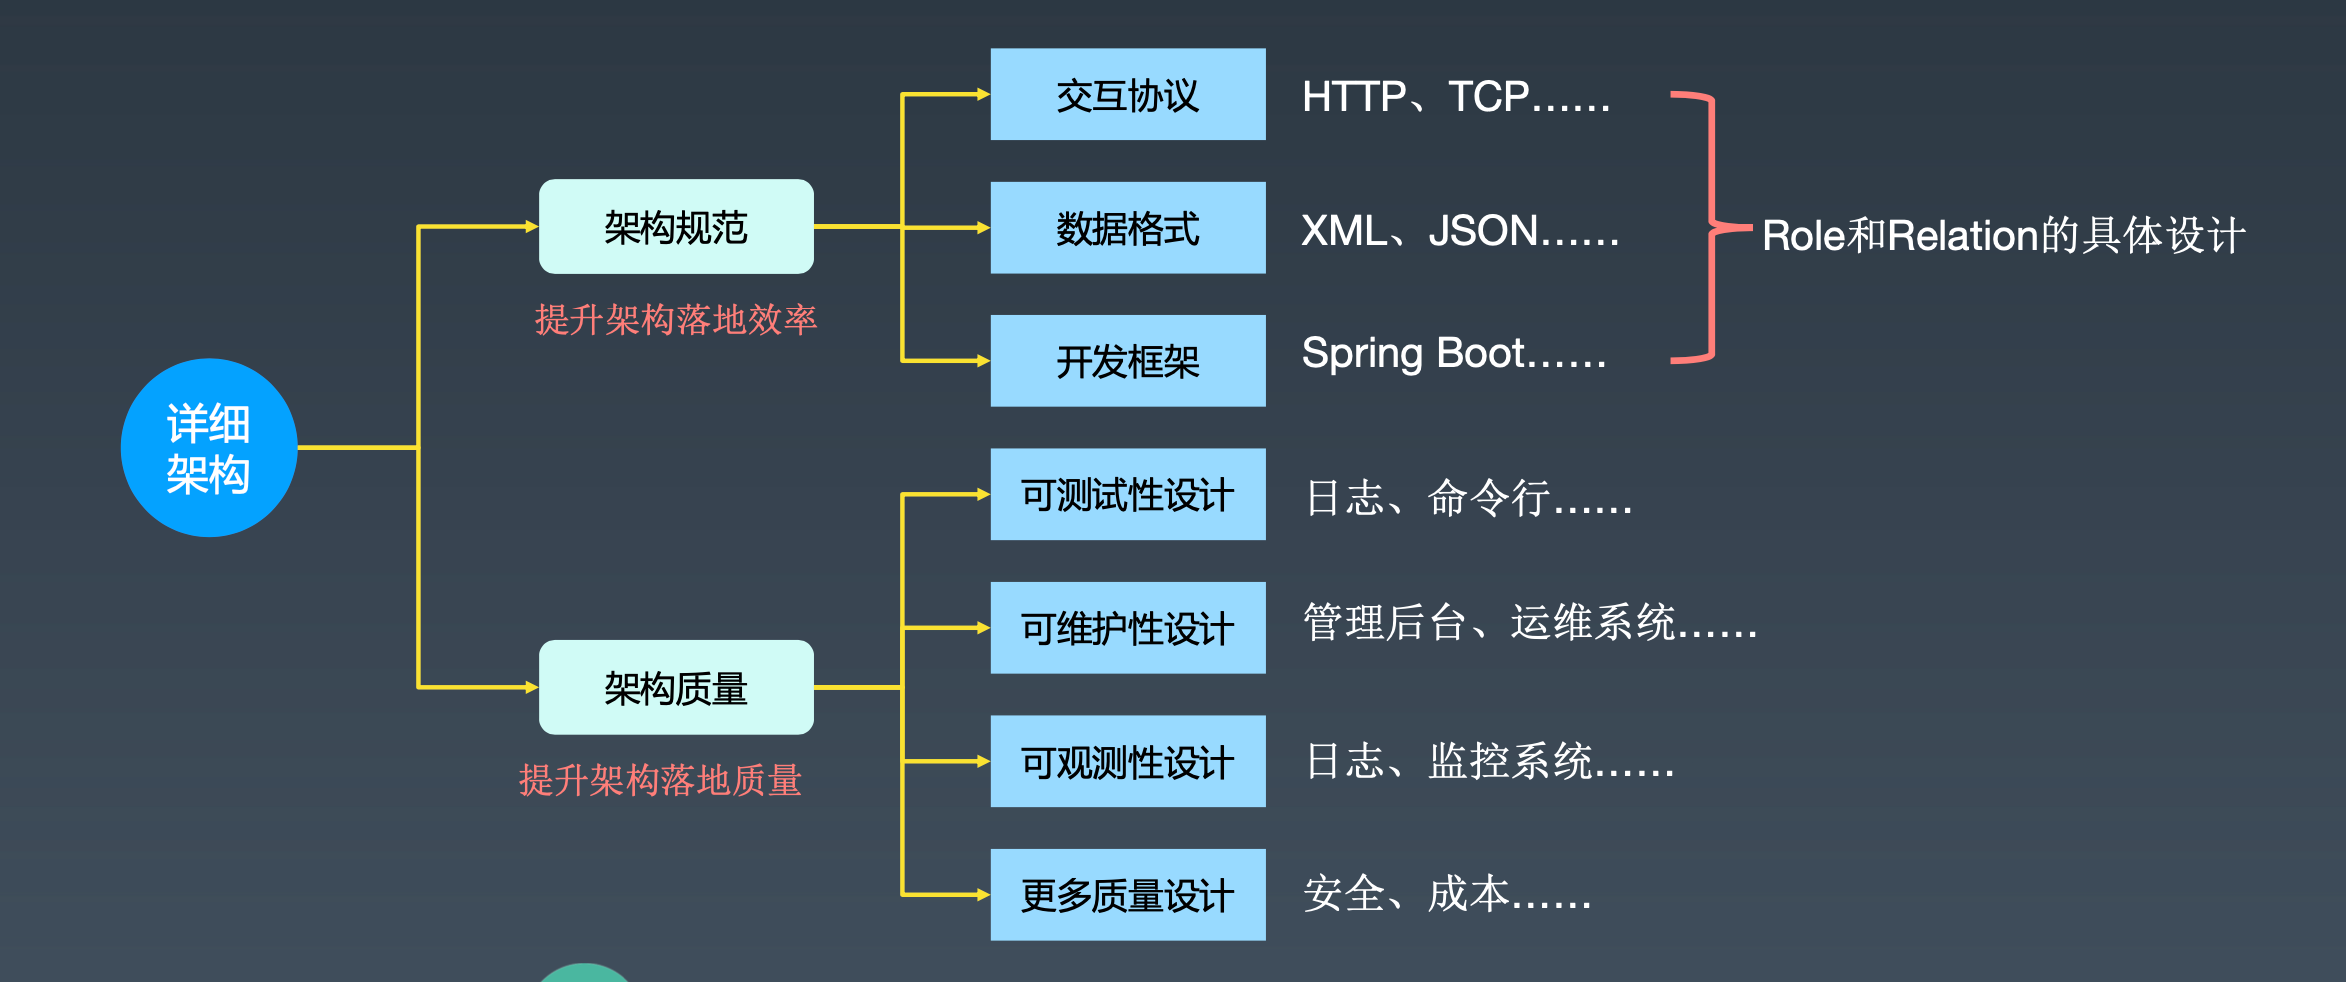 交互协议
HTTP、TCP......
架构规范
数据格式
XML、JSON......
Role和Relation的具体设计
提升架构落地效率
开发框架
Spring Boot......
详细
架构
可测试性设计
日志、命令行......
可维护性设计
管理后台、运维系统......
架构质量
提升架构落地质量
可观测性设计
日志、监控系统......
更多质量设计
安全、成本......